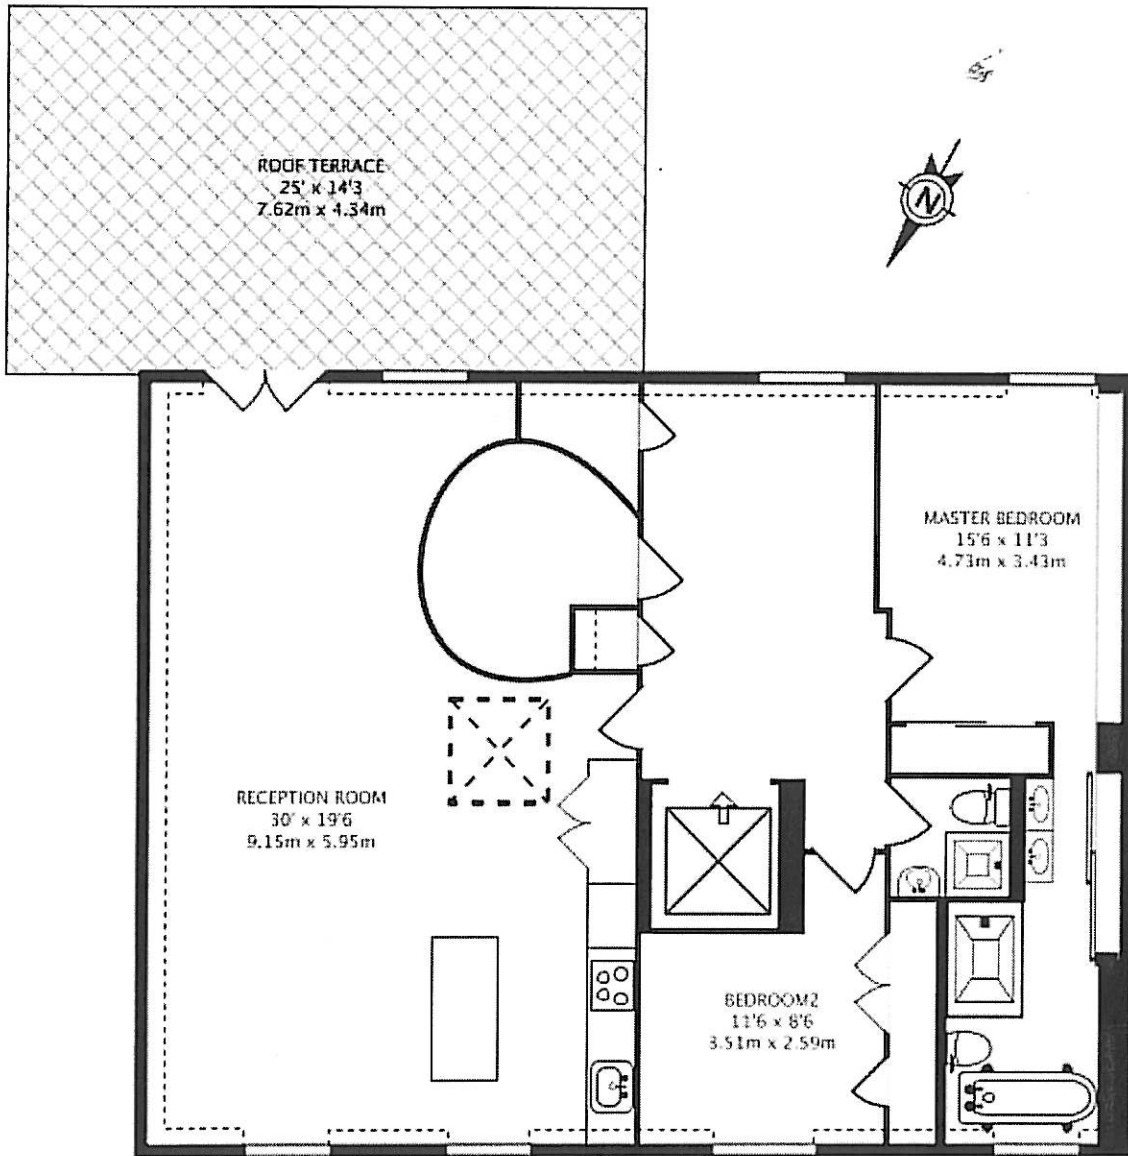 ROOF TERRACE
25' x 14'3
7.62m x 4.34m
N
MASTER BEDROOM
15'6 x 11'3
4.73m x 3.43m
RECEPTION ROOM
30' x 19'6
9.15m x 5.95m
BEDROOM2
11'6 x 8'6
3.51m x 2.59m